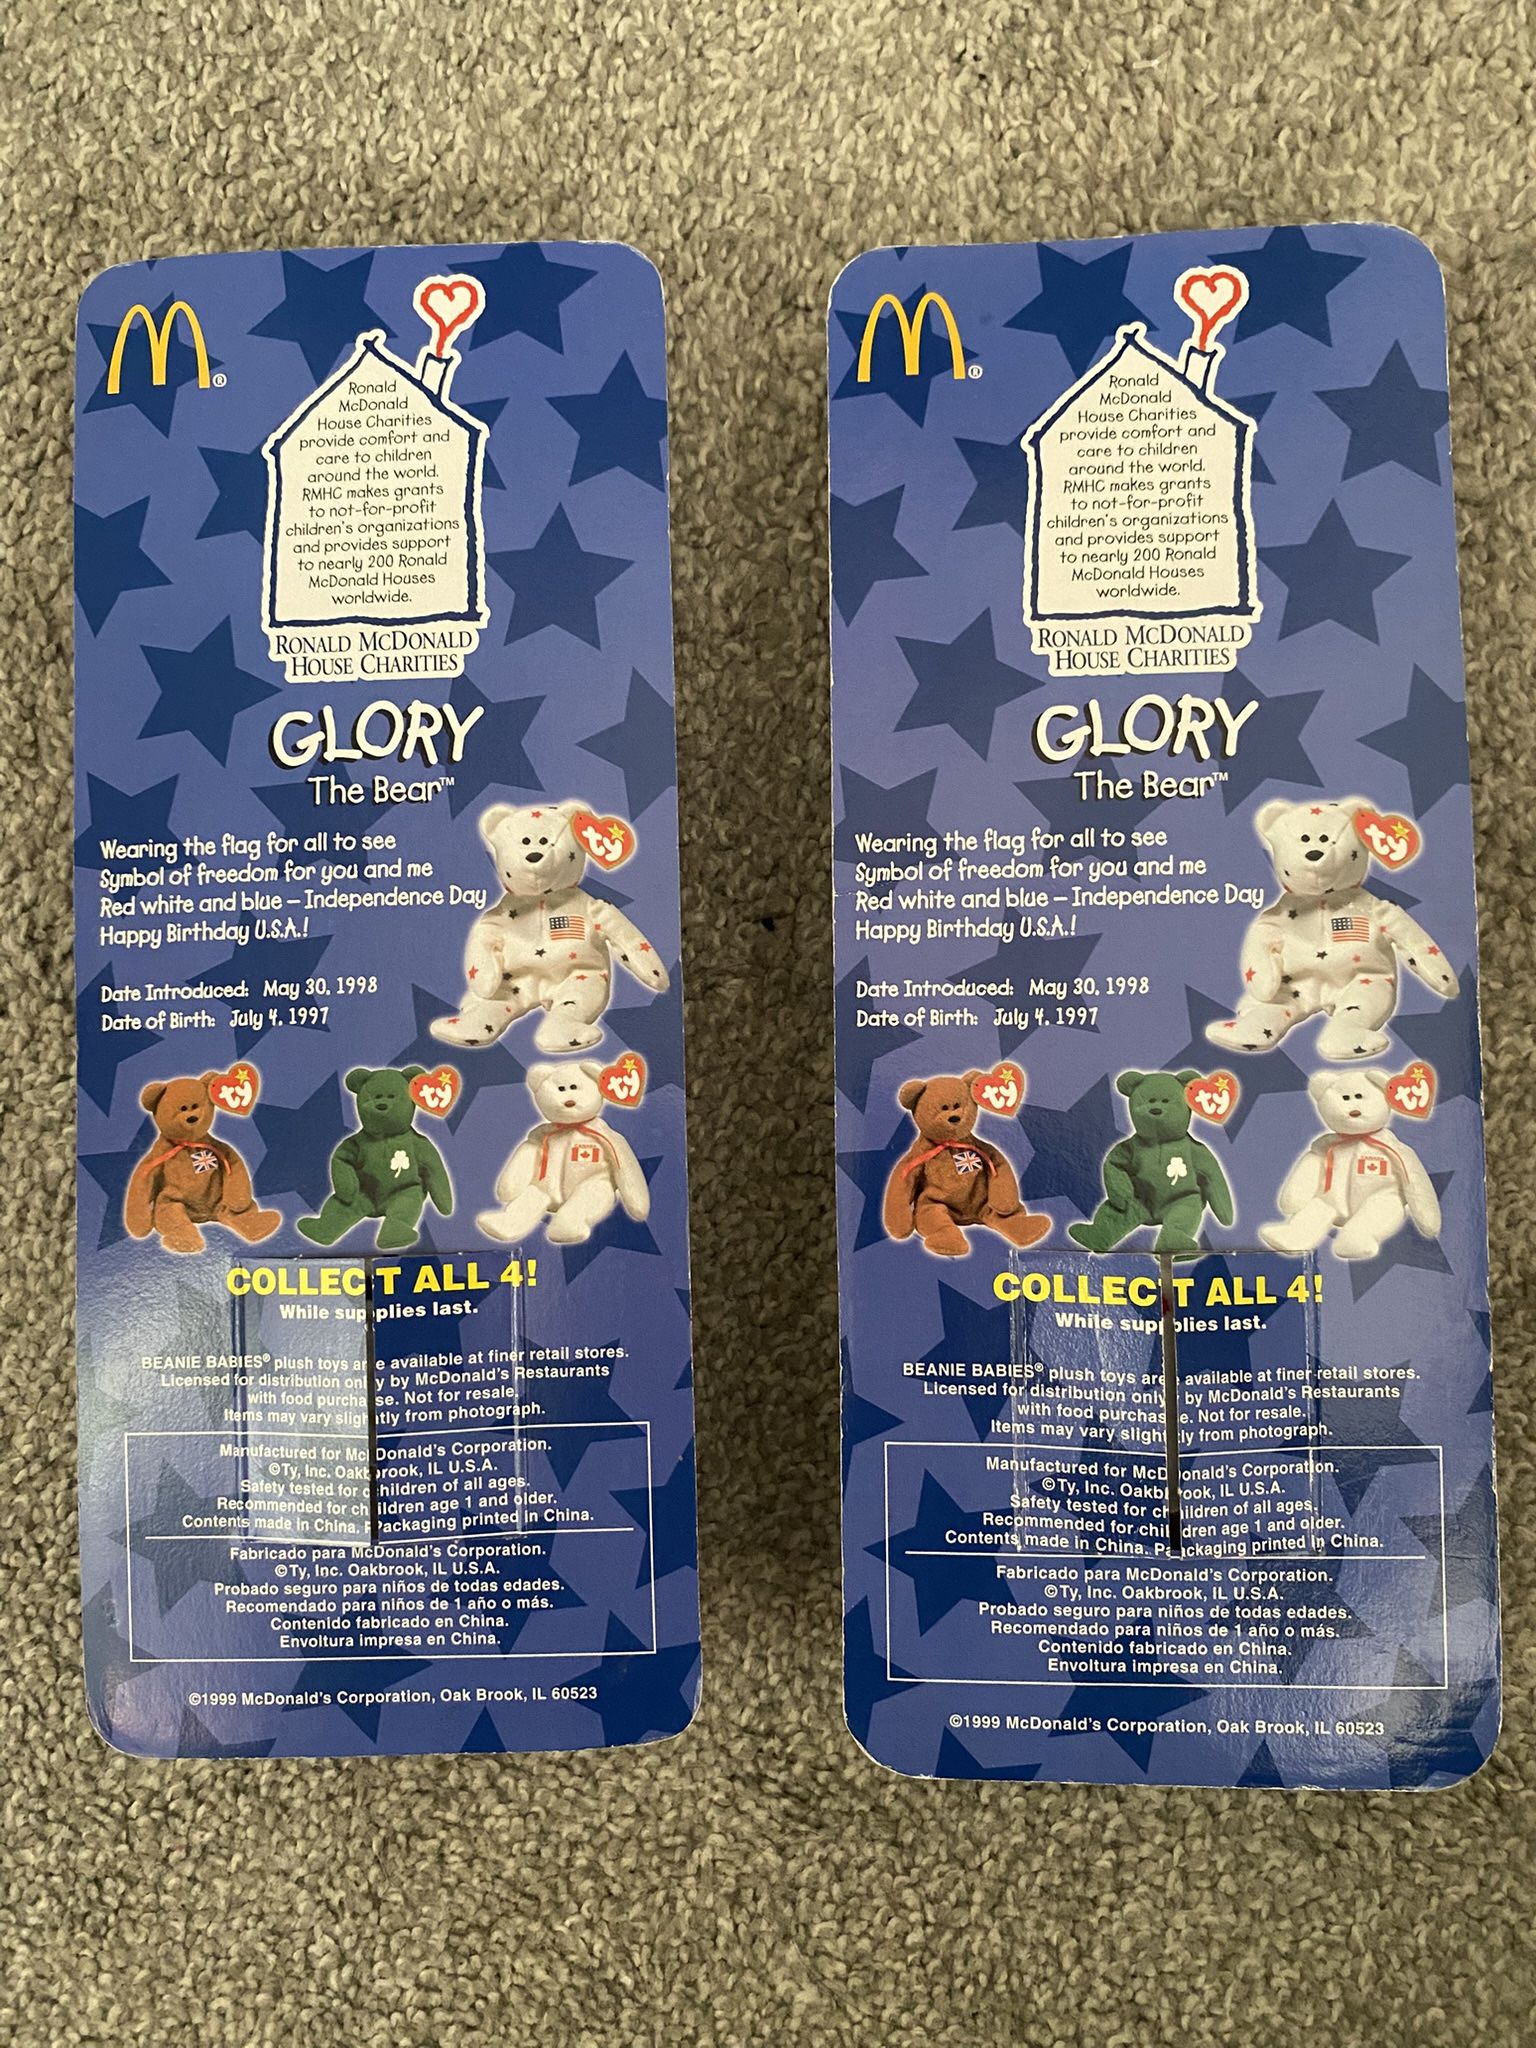 M®
Ronald
McDonald
House Charities
provide comfort and
care to children
around the world.
RMHC makes grants
to not-for-profit
children's organizations
and provides support
to nearly 200 Ronald
McDonald Houses
worldwide.
RONALD MCDONALD
HOUSE CHARITIES
GLORY
The Bear™
Wearing the flag for all to see
Symbol of freedom for you and me
Red white and blue – Independence Day
Happy Birthday U.S.A.!
ty
Date Introduced: May 30, 1998
Date of Birth: July 4, 1997
ty
ty
ty
CANADA
COLLECT ALL 4!
While supplies last.
BEANIE BABIES® plush toys are available at finer retail stores.
Licensed for distribution only by McDonald's Restaurants
with food purchase. Not for resale.
Items may vary slightly from photograph.
Manufactured for McDonald's Corporation.
©Ty, Inc. Oakbrook, IL U.S.A.
Safety tested for children of all ages.
Recommended for children age 1 and older.
Contents made in China. Packaging printed in China.
Fabricado para McDonald's Corporation.
©Ty, Inc. Oakbrook, IL U.S.A.
Probado seguro para niños de todas edades.
Recomendado para niños de 1 año o más.
Contenido fabricado en China.
Envoltura impresa en China.
©1999 McDonald's Corporation, Oak Brook, IL 60523
M®
Ronald
McDonald
House Charities
provide comfort and
care to children
around the world.
RMHC makes grants
to not-for-profit
children's organizations
and provides support
to nearly 200 Ronald
McDonald Houses
worldwide.
RONALD MCDONALD
HOUSE CHARITIES
GLORY
The Bear™
Wearing the flag for all to see
Symbol of freedom for you and me
Red white and blue – Independence Day
Happy Birthday U.S.A.!
ty
Date Introduced: May 30, 1998
Date of Birth: July 4, 1997
ty
ty
ty
CANADA
COLLECT ALL 4!
While supplies last.
BEANIE BABIES® plush toys are available at finer retail stores.
Licensed for distribution only by McDonald's Restaurants
with food purchase. Not for resale.
Items may vary slightly from photograph.
Manufactured for McDonald's Corporation.
©Ty, Inc. Oakbrook, IL U.S.A.
Safety tested for children of all ages.
Recommended for children age 1 and older.
Contents made in China. Packaging printed in China.
Fabricado para McDonald's Corporation.
©Ty, Inc. Oakbrook, IL U.S.A.
Probado seguro para niños de todas edades.
Recomendado para niños de 1 año o más.
Contenido fabricado en China.
Envoltura impresa en China.
©1999 McDonald's Corporation, Oak Brook, IL 60523